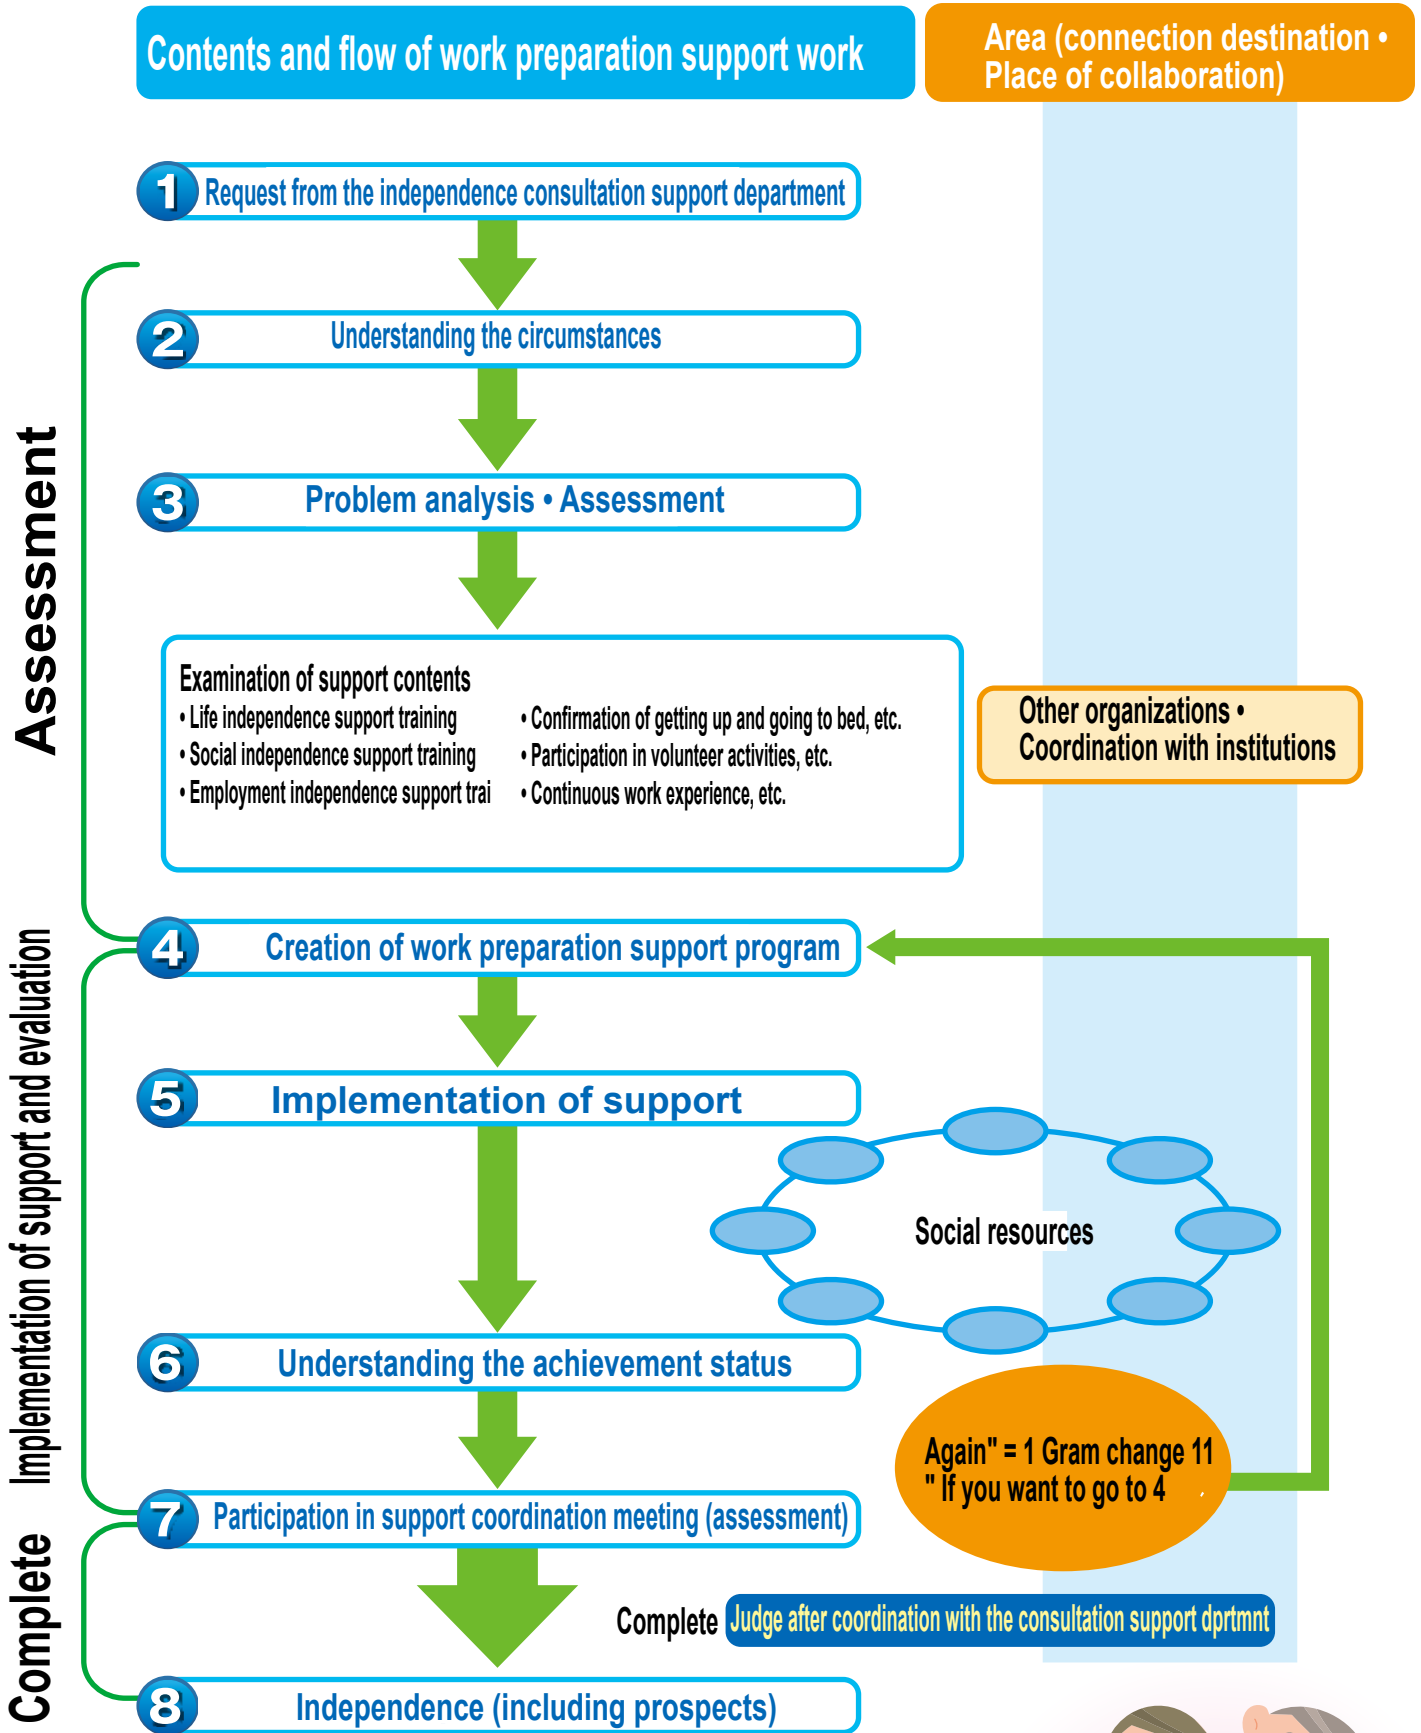 Contents and flow of work preparation support work
Area (connection destination •
Place of collaboration)
1 Request from the independence consultation support department
2 Understanding the circumstances
3 Problem analysis • Assessment
Assessment
Examination of support contents
• Life independence support training
• Social independence support training
• Employment independence support trai
• Confirmation of getting up and going to bed, etc.
• Participation in volunteer activities, etc.
• Continuous work experience, etc.
Other organizations •
Coordination with institutions
4 Creation of work preparation support program
5 Implementation of support
Implementation of support and evaluation
Social resources
6 Understanding the achievement status
Again" = 1 Gram change 11
" If you want to go to 4
7 Participation in support coordination meeting (assessment)
Complete
Complete Judge after coordination with the consultation support dprtmnt
8 Independence (including prospects)